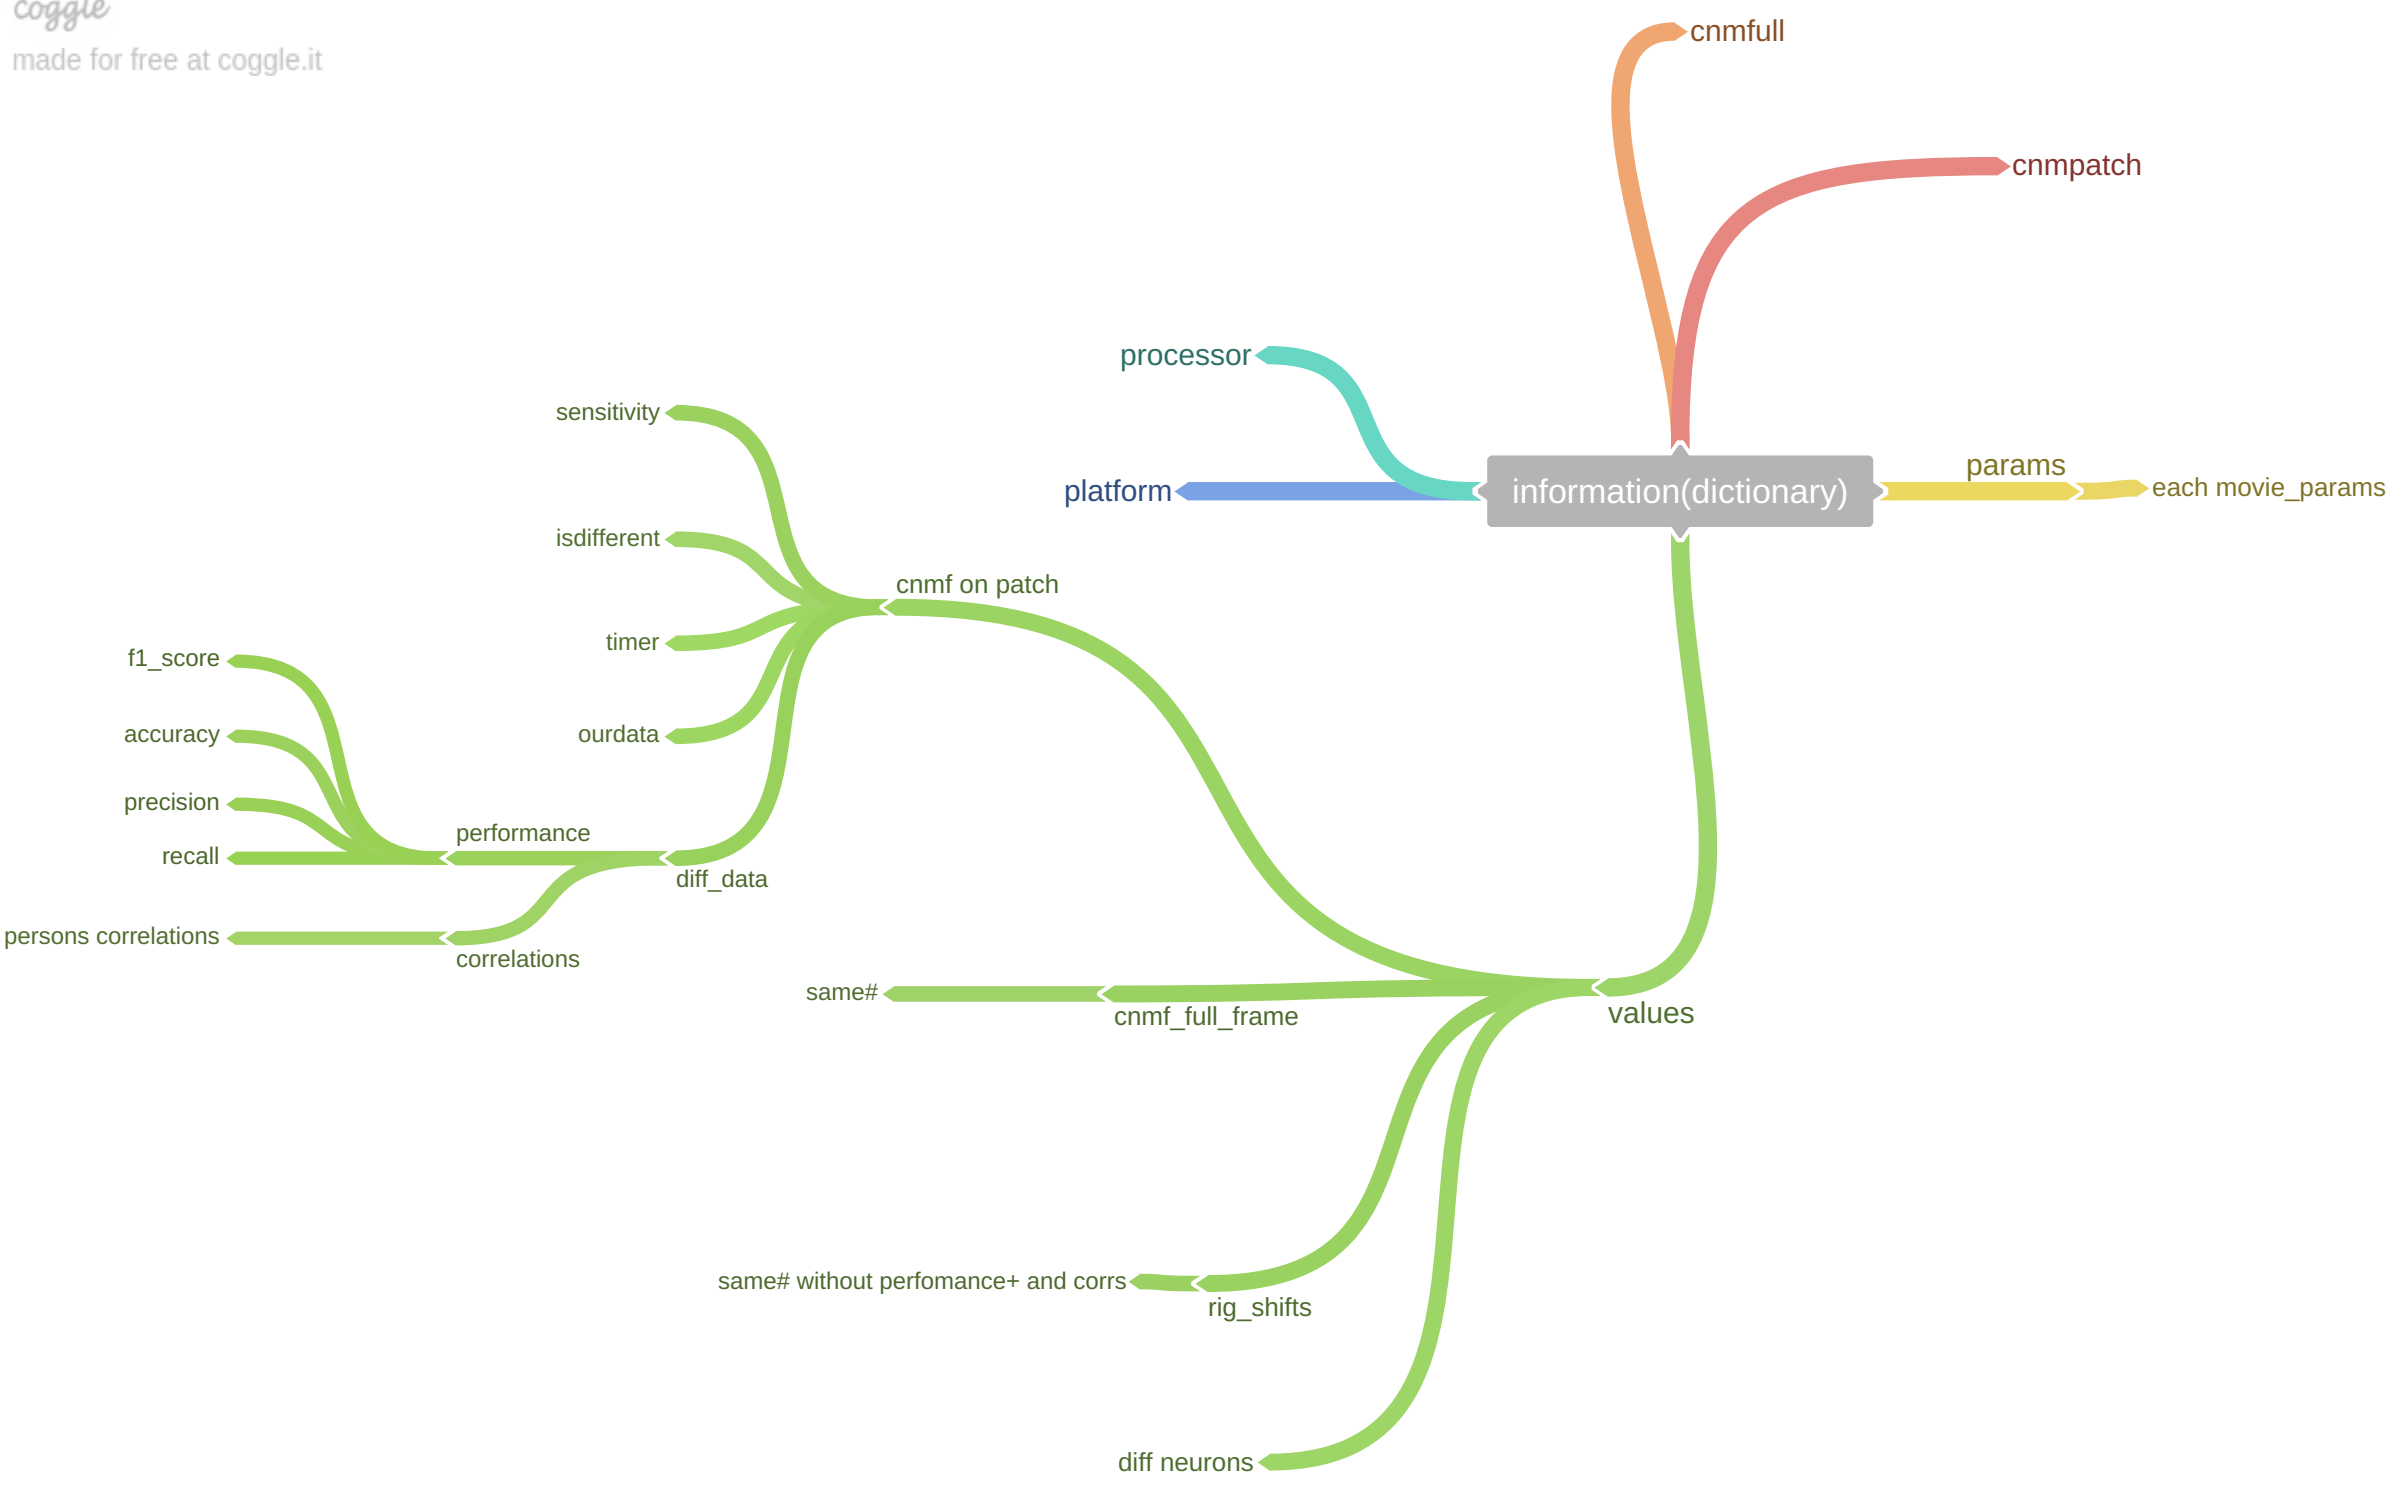 coggle
made for free at coggle.it
cnmfull
cnmpatch
processor
platform
information(dictionary)
params
each movie_params
sensitivity
isdifferent
cnmf on patch
timer
ourdata
f1_score
accuracy
precision
recall
performance
diff_data
persons correlations
correlations
same#
cnmf_full_frame
values
same# without perfomance+ and corrs
rig_shifts
diff neurons